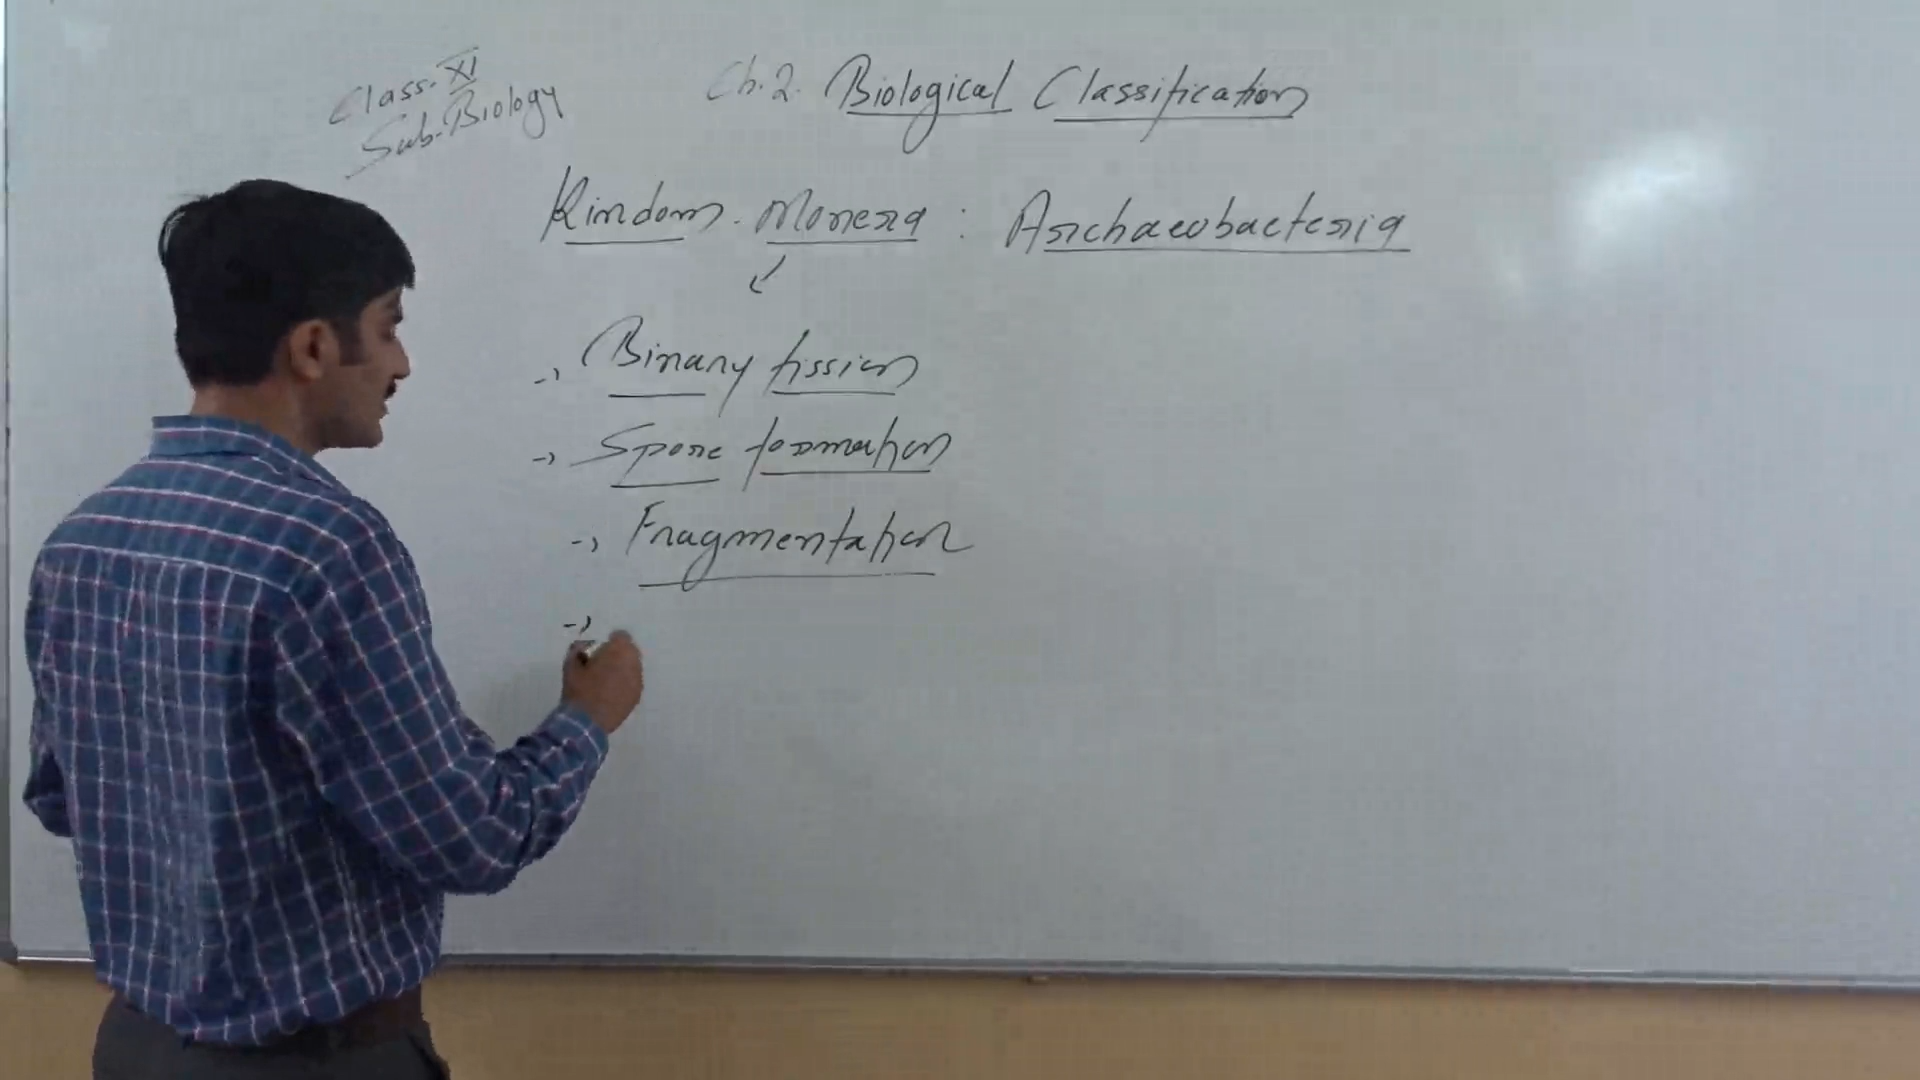 Class-XI
Sub-Biology
Ch.2. Biological Classification
Kindom. Monera : Archaeobacteria
-> Binary fission
-> Spore formation
-> Fragmentation
->